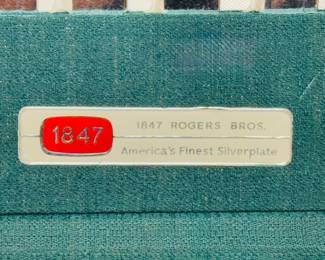 1847
1847 ROGERS BROS.
America's Finest Silverplate